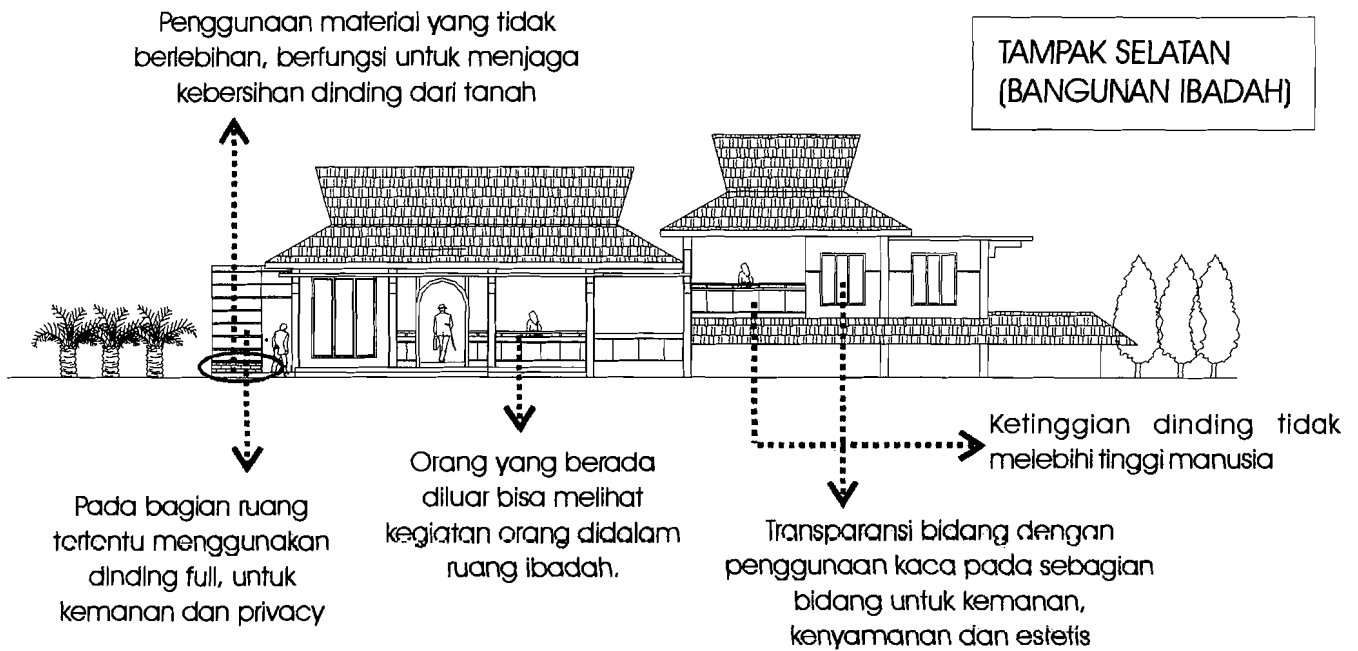 Penggunaan material yang tidak
berlebihan, berfungsi untuk menjaga
kebersihan dinding dari tanah
TAMPAK SELATAN
(BANGUNAN IBADAH)
Ketinggian dinding tidak
melebihi tinggi manusia
Orang yang berada
diluar bisa melihat
kegiatan orang didalam
ruang ibadah.
Pada bagian ruang
tertentu menggunakan
dinding full, untuk
kemanan dan privacy
Transparansi bidang dengan
penggunaan kaca pada sebagian
bidang untuk kemanan,
kenyamanan dan estetis